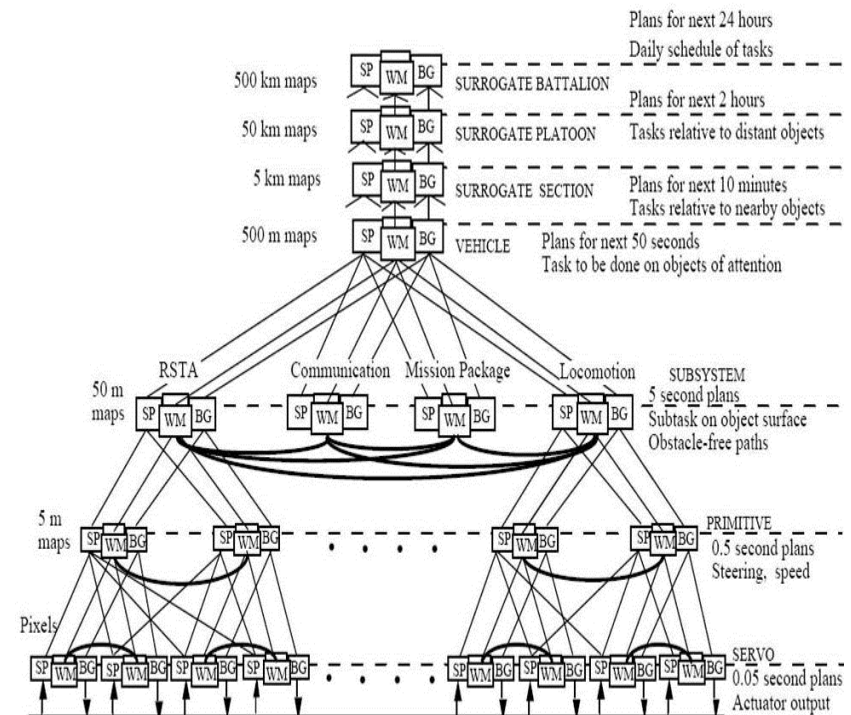 Plans for next 24 hours
Daily schedule of tasks
500 km maps SP WM BG SURROGATE BATTALION
Plans for next 2 hours
50 km maps SP WM BG SURROGATE PLATOON Tasks relative to distant objects
5 km maps SP WM BG SURROGATE SECTION Plans for next 10 minutes
Tasks relative to nearby objects
500 m maps SP WM BG VEHICLE Plans for next 50 seconds
Task to be done on objects of attention
RSTA Communication Mission Package Locomotion SUBSYSTEM
50 m maps SP WM BG SP WM BG SP WM BG SP WM BG 5 second plans
Subtask on object surface
Obstacle-free paths
5 m maps SP WM BG SP WM BG SP WM BG SP WM BG PRIMITIVE
0.5 second plans
Steering, speed
Pixels
SP WM BG SP WM BG SP WM BG SP WM BG SP WM BG SP WM BG SP WM BG SP WM BG SERVO
0.05 second plans
Actuator output